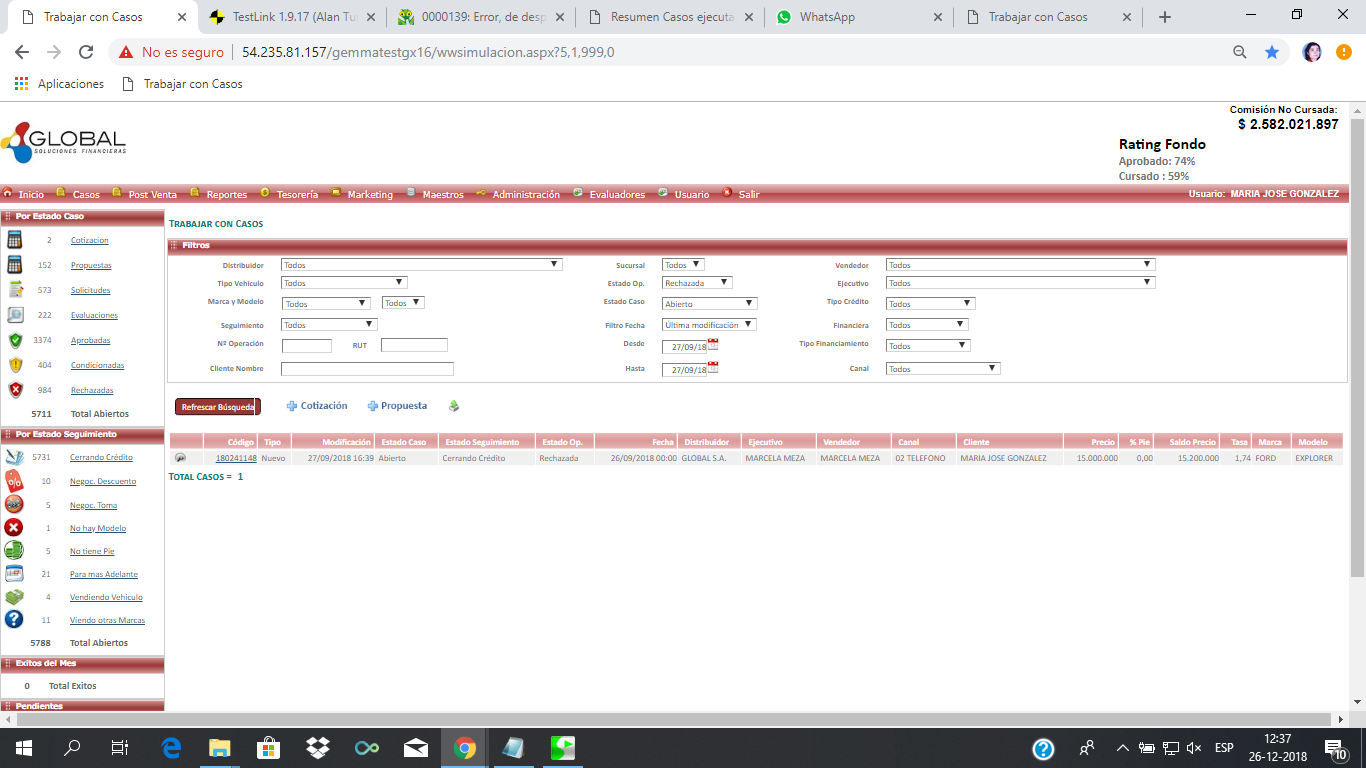 Trabajar con Casos
TestLink 1.9.17 (Alan Tu
0000139: Error, de desp
Resumen Casos ejecuta
WhatsApp
Trabajar con Casos
No es seguro | 54.235.81.157/gemmatestgx16/wwsimulacion.aspx?5,1,999,0
Aplicaciones Trabajar con Casos
Comisión No Cursada:
$ 2.582.021.897
GLOBAL
SOLUCIONES FINANCIERAS
Rating Fondo
Aprobado: 74%
Cursado : 59%
Inicio Casos Post Venta Reportes Tesorería Marketing Maestros Administración Evaluadores Usuario Salir Usuario: MARIA JOSE GONZALEZ
Por Estado Caso
2 Cotizacion
152 Propuestas
573 Solicitudes
222 Evaluaciones
3374 Aprobadas
404 Condicionadas
984 Rechazadas
5711 Total Abiertos
Por Estado Seguimiento
5731 Cerrando Crédito
10 Negoc. Descuento
5 Negoc. Toma
1 No hay Modelo
5 No tiene Pie
21 Para mas Adelante
4 Vendiendo Vehículo
11 Viendo otras Marcas
5788 Total Abiertos
Exitos del Mes
0 Total Exitos
Pendientes
TRABAJAR CON CASOS
Filtros
Distribuidor Todos Sucursal Todos Vendedor Todos
Tipo Vehículo Todos Estado Op. Rechazada Ejecutivo Todos
Marca y Modelo Todos Todos Estado Caso Abierto Tipo Crédito Todos
Seguimiento Todos Filtro Fecha Última modificación Financiera Todos
Nº Operación RUT Desde 27/09/18 Tipo Financiamiento Todos
Cliente Nombre Hasta 27/09/18 Canal Todos
Refrescar Búsqueda Cotización Propuesta
Código Tipo Modificación Estado Caso Estado Seguimiento Estado Op. Fecha Distribuidor Ejecutivo Vendedor Canal Cliente Precio % Pie Saldo Precio Tasa Marca Modelo
180241148 Nuevo 27/09/2018 16:39 Abierto Cerrando Crédito Rechazada 26/09/2018 00:00 GLOBAL S.A. MARCELA MEZA MARCELA MEZA 02 TELEFONO MARIA JOSE GONZALEZ 15.000.000 0,00 15.200.000 1,74 FORD EXPLORER
TOTAL CASOS = 1
ESP
12:37
26-12-2018
10